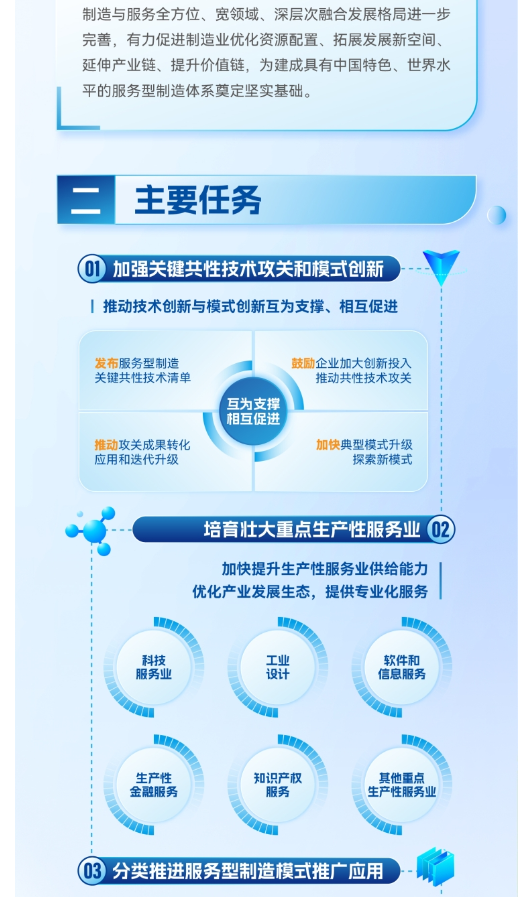 制造与服务全方位、宽领域、深层次融合发展格局进一步
完善，有力促进制造业优化资源配置、拓展发展新空间、
延伸产业链、提升价值链，为建成具有中国特色、世界水
平的服务型制造体系奠定坚实基础。
二 主要任务
01 加强关键共性技术攻关和模式创新
推动技术创新与模式创新互为支撑、相互促进
发布服务型制造
关键共性技术清单
鼓励企业加大创新投入
推动共性技术攻关
互为支撑
相互促进
推动攻关成果转化
应用和迭代升级
加快典型模式升级
探索新模式
培育壮大重点生产性服务业 02
加快提升生产性服务业供给能力
优化产业发展生态，提供专业化服务
科技
服务业
工业
设计
软件和
信息服务
生产性
金融服务
知识产权
服务
其他重点
生产性服务业
03 分类推进服务型制造模式推广应用